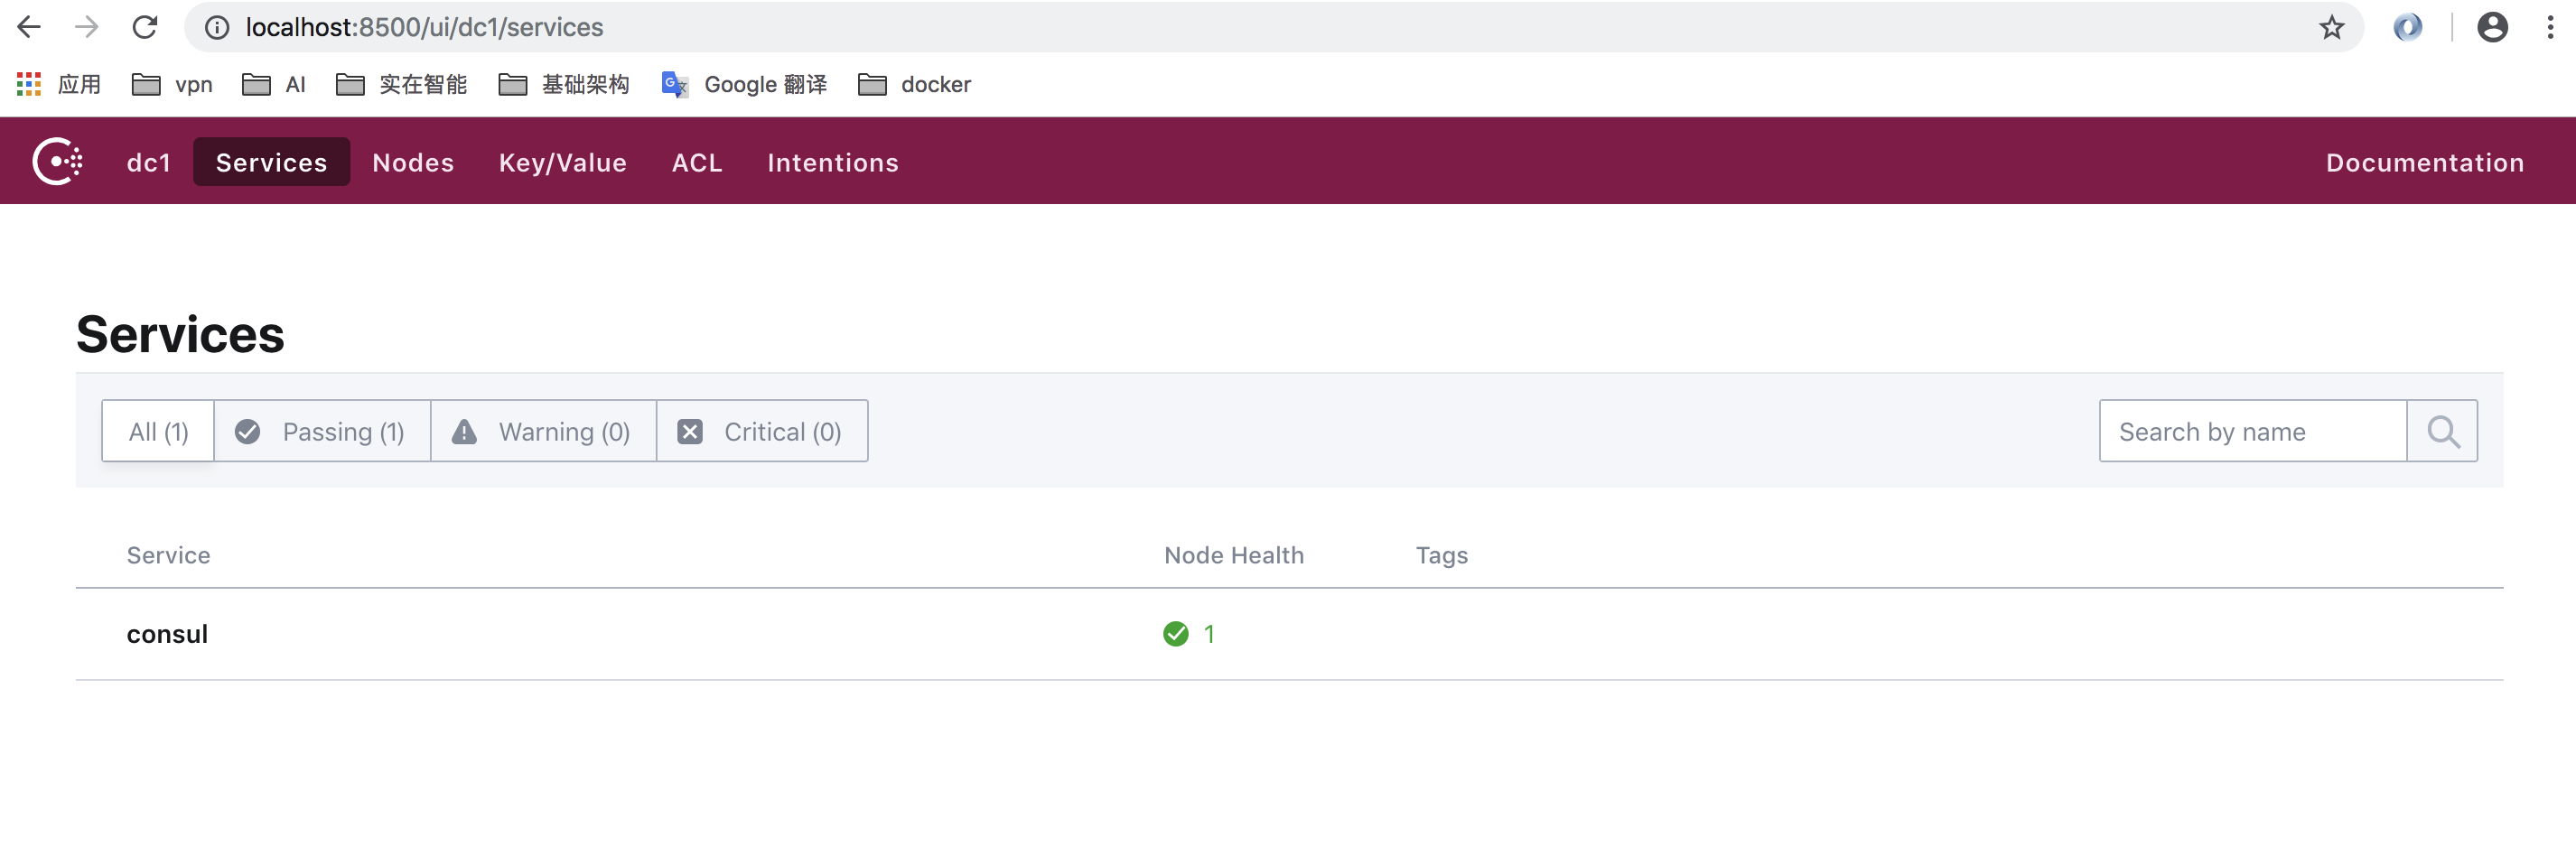 localhost:8500/ui/dc1/services
应用 vpn AI 实在智能 基础架构 Google 翻译 docker
dc1 Services Nodes Key/Value ACL Intentions Documentation
Services
All (1) Passing (1) Warning (0) Critical (0) Search by name
Service Node Health Tags
consul 1